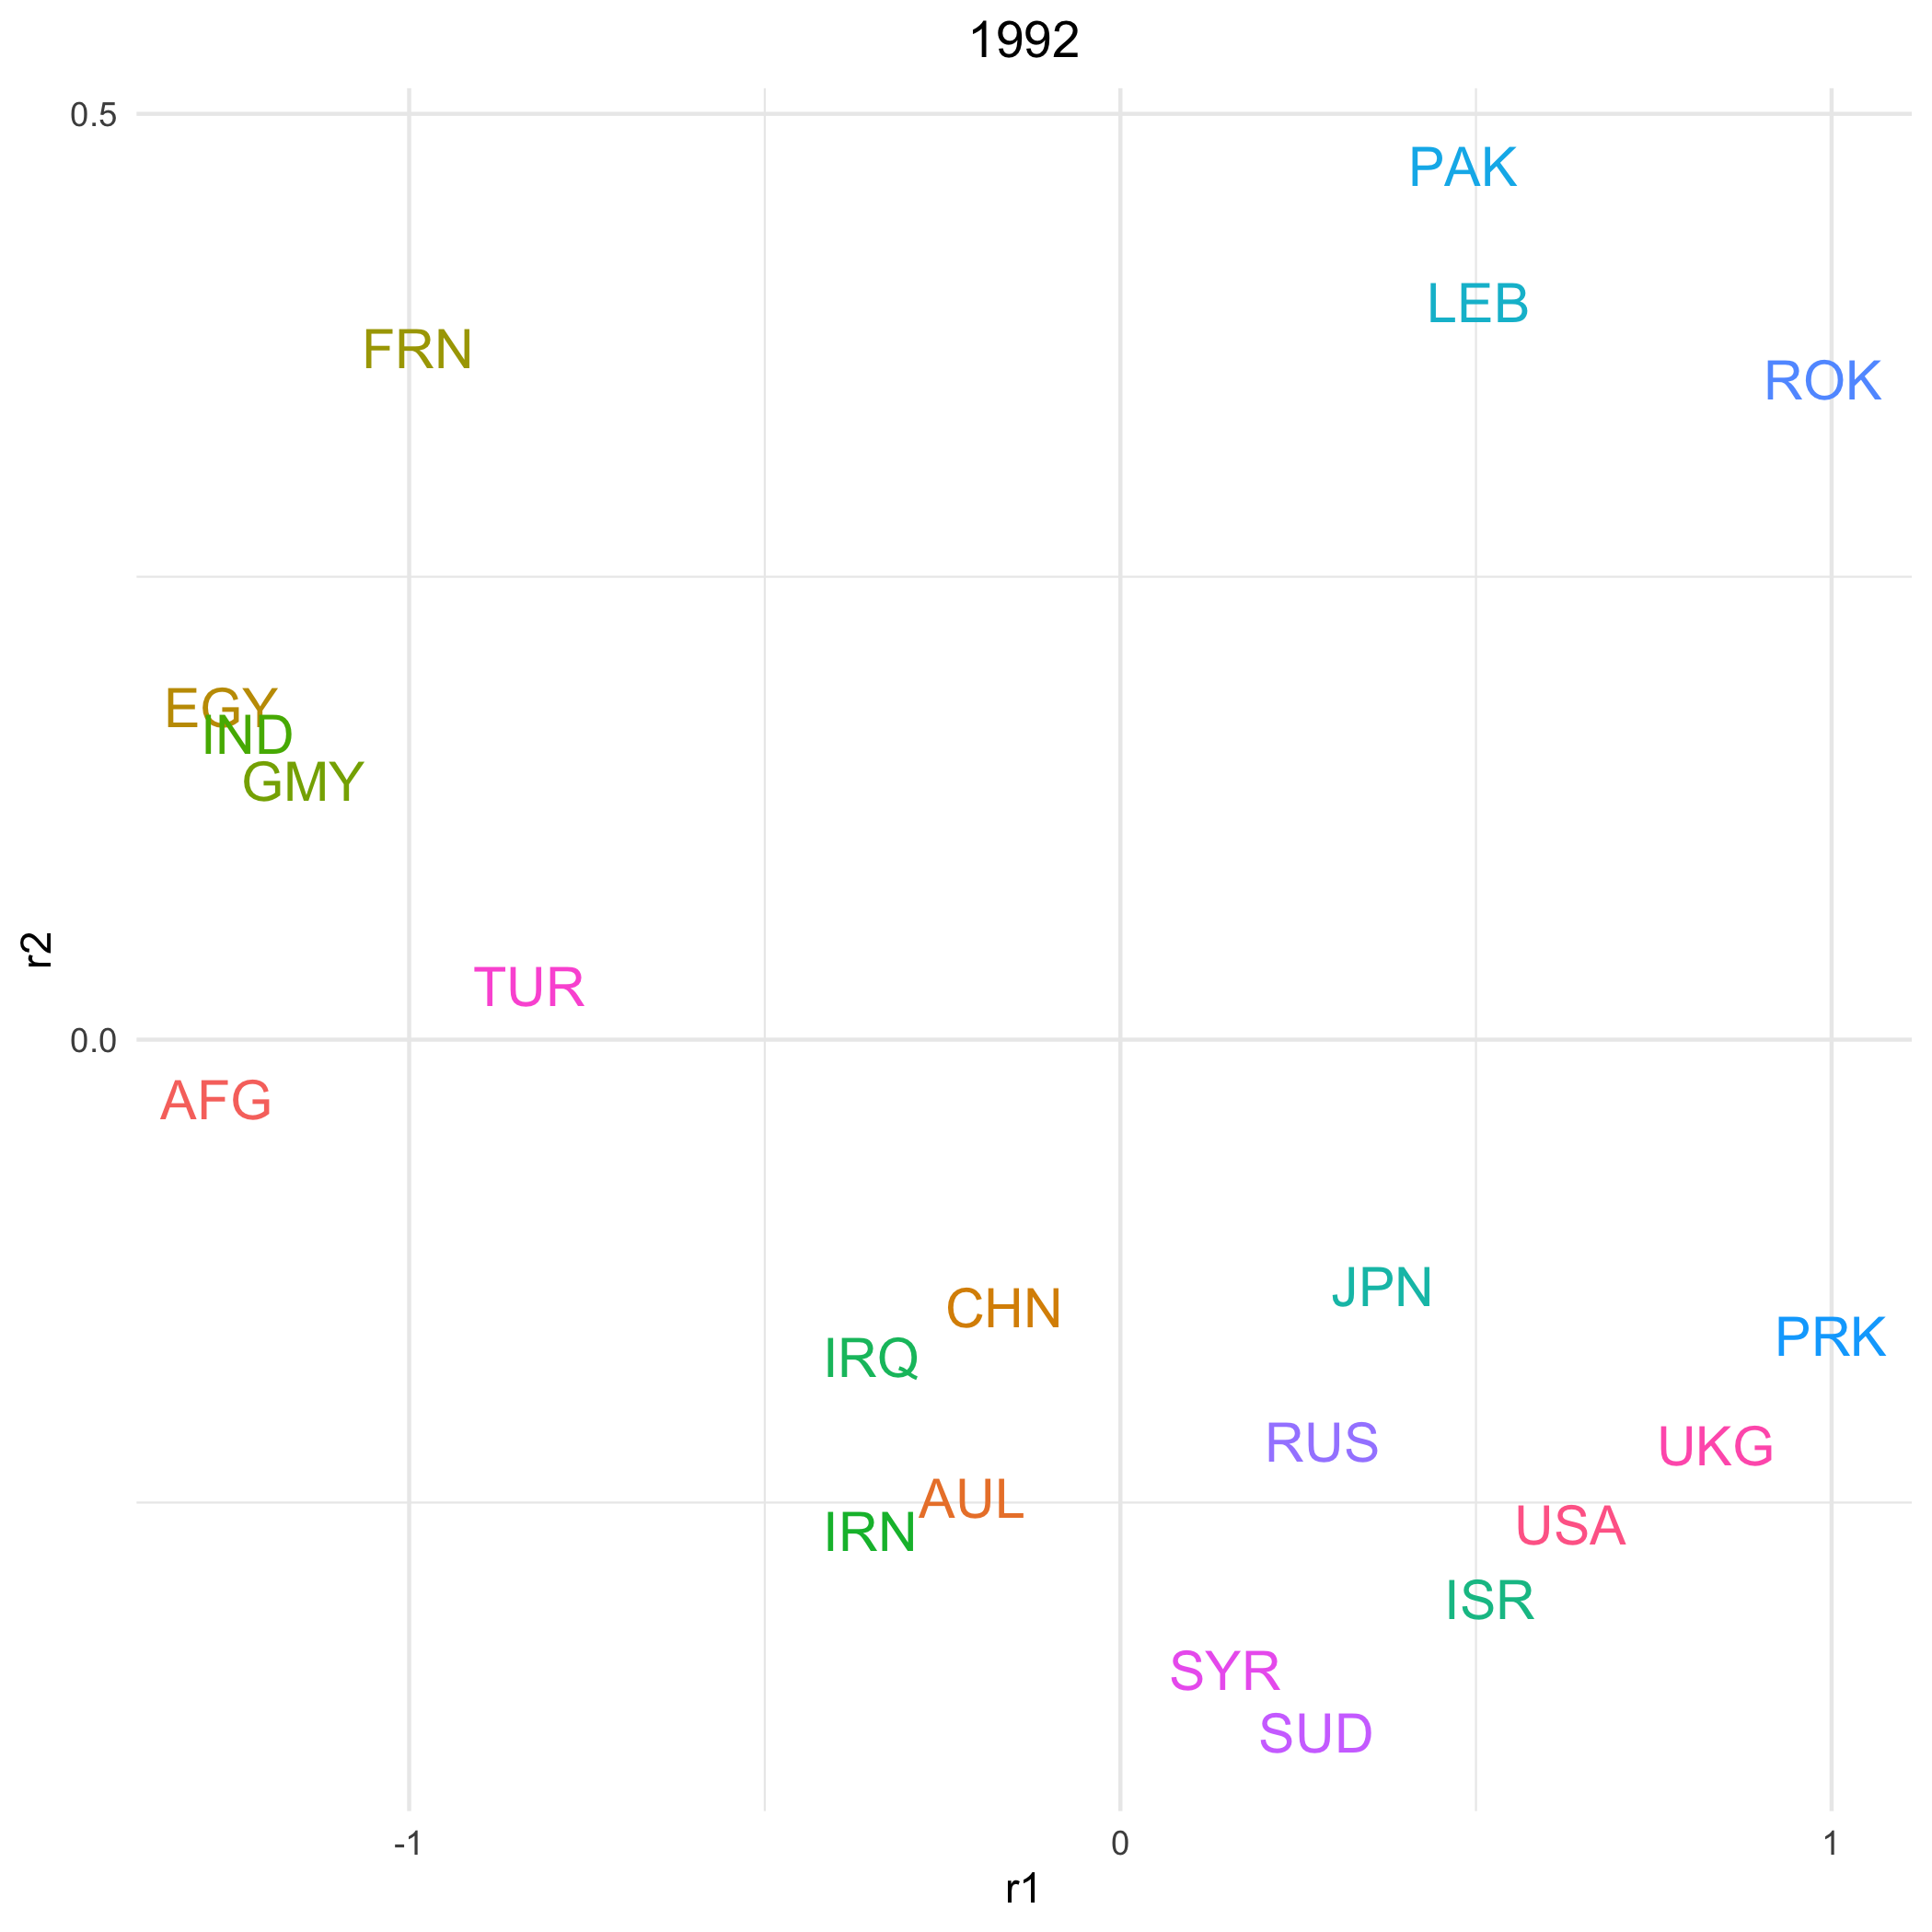 1992
0.5
PAK
LEB
FRN
ROK
EGY
IND
GMY
r2
TUR
0.0
AFG
JPN
CHN
PRK
IRQ
RUS
UKG
AUL
USA
IRN
ISR
SYR
SUD
-1 0 1
r1